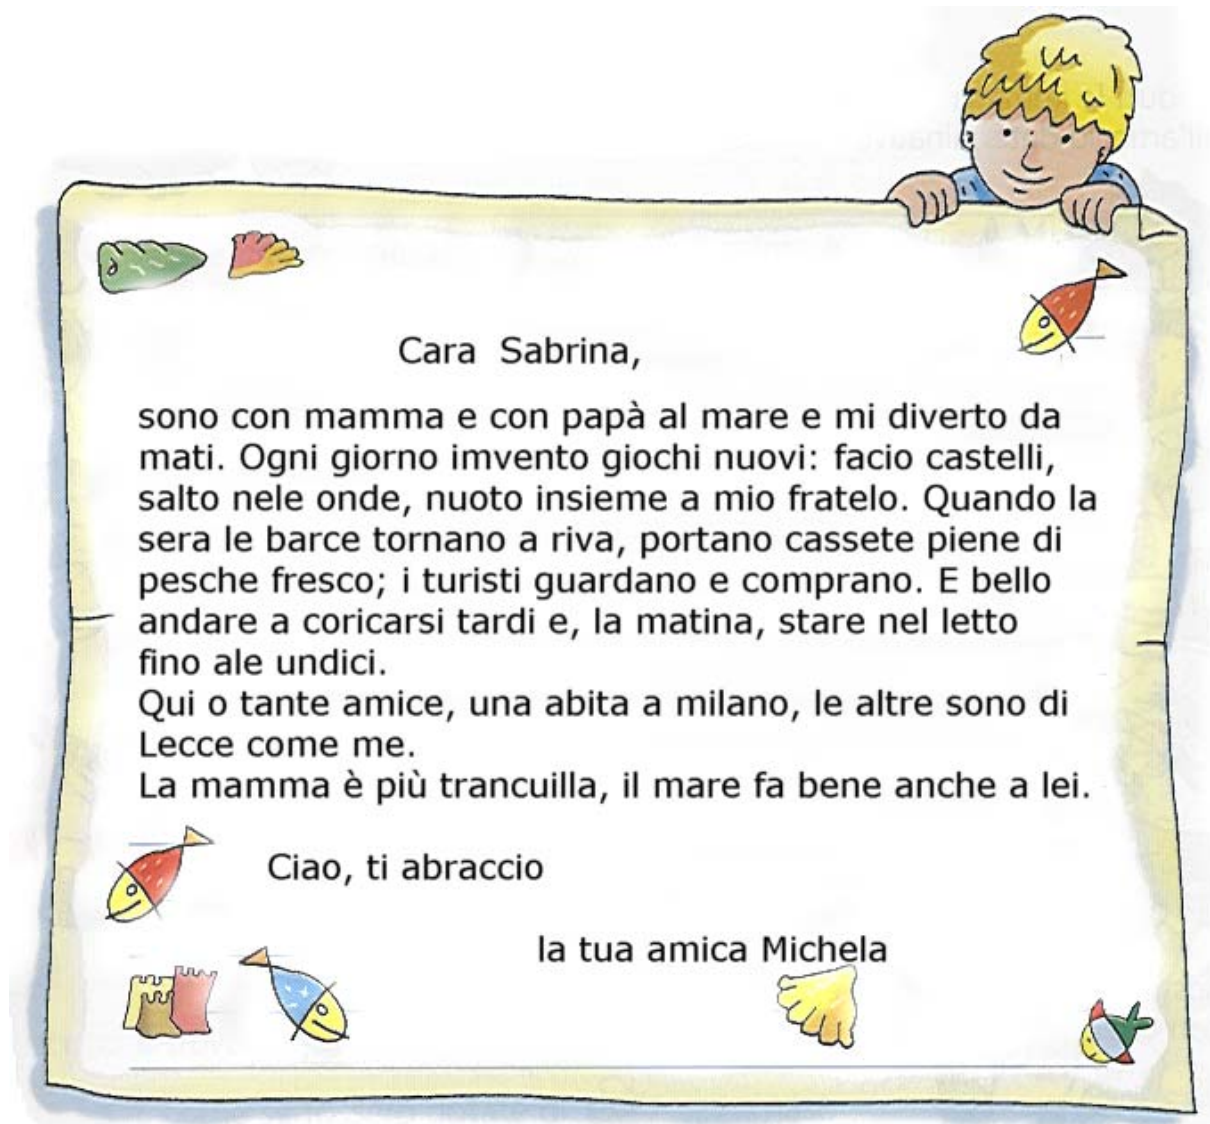 Cara Sabrina,
sono con mamma e con papà al mare e mi diverto da
mati. Ogni giorno imvento giochi nuovi: facio castelli,
salto nele onde, nuoto insieme a mio fratelo. Quando la
sera le barce tornano a riva, portano cassete piene di
pesche fresco; i turisti guardano e comprano. E bello
andare a coricarsi tardi e, la matina, stare nel letto
fino ale undici.
Qui o tante amice, una abita a milano, le altre sono di
Lecce come me.
La mamma è più trancuilla, il mare fa bene anche a lei.
Ciao, ti abraccio
la tua amica Michela